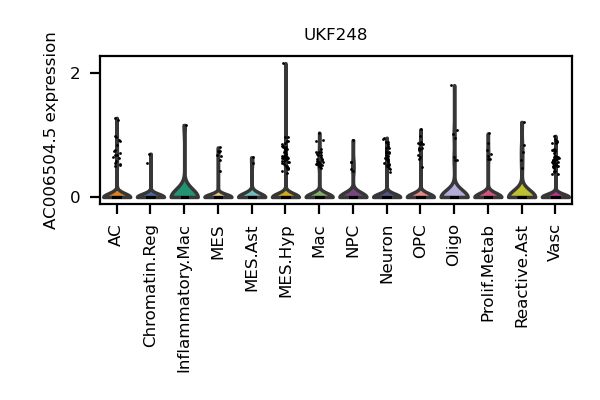 UKF248
AC006504.5 expression
2
0
AC
Chromatin.Reg
Inflammatory.Mac
MES
MES.Ast
MES.Hyp
Mac
NPC
Neuron
OPC
Oligo
Prolif.Metab
Reactive.Ast
Vasc